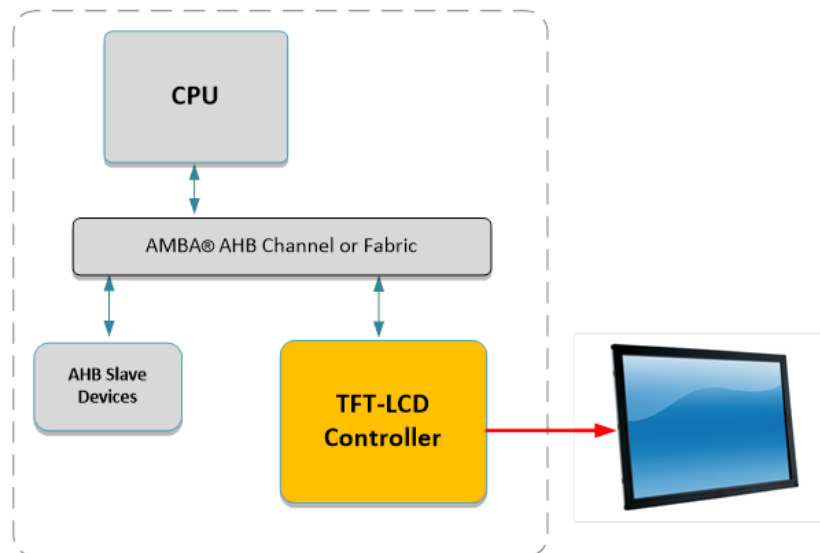 CPU
AMBA® AHB Channel or Fabric
AHB Slave
Devices
TFT-LCD
Controller